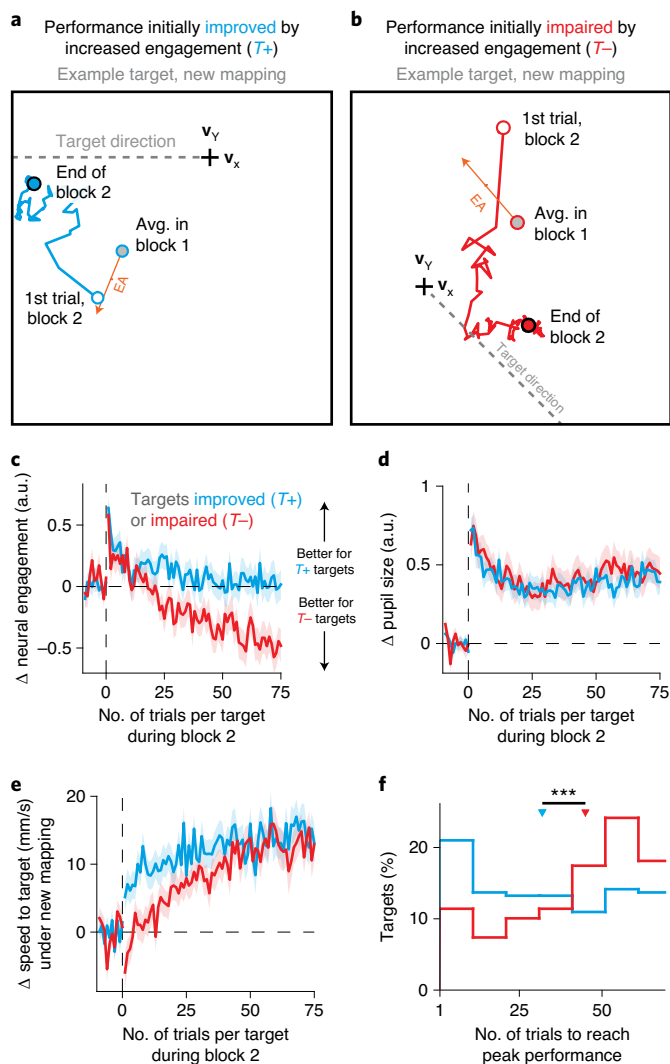 a
Performance initially improved by
increased engagement (T+)
Example target, new mapping
Target direction
vY
vx
End of
block 2
Avg. in
block 1
EA
1st trial,
block 2
b
Performance initially impaired by
increased engagement (T–)
Example target, new mapping
1st trial,
block 2
EA
Avg. in
block 1
vY
vx
End of
block 2
Target direction
c
Δ neural engagement (a.u.)
0.5
0
–0.5
Targets improved (T+)
or impaired (T–)
Better for
T+ targets
Better for
T– targets
0 25 50 75
No. of trials per target
during block 2
d
Δ pupil size (a.u.)
1
0.5
0
0 25 50 75
No. of trials per target
during block 2
e
Δ speed to target (mm/s)
under new mapping
20
10
0
0 25 50 75
No. of trials per target
during block 2
f
Targets (%)
20
10
0
***
1 25 50
No. of trials to reach
peak performance